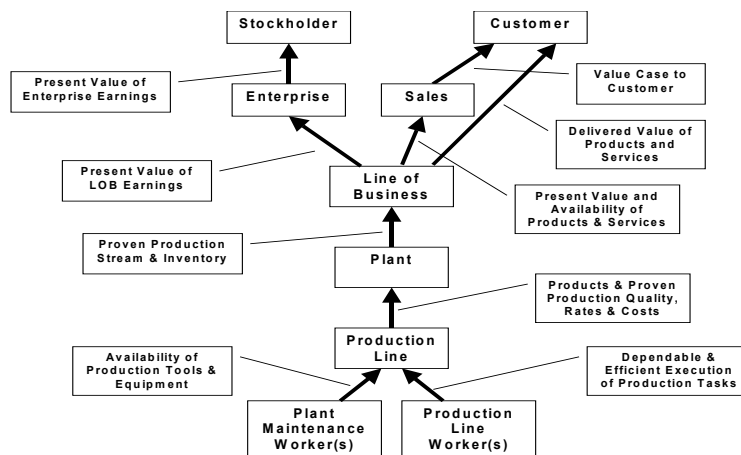 Stockholder
Customer
Present Value of
Enterprise Earnings
Enterprise
Sales
Value Case to
Customer
Delivered Value of
Products and
Services
Present Value of
LOB Earnings
Line of
Business
Present Value and
Availability of
Products & Services
Proven Production
Stream & Inventory
Plant
Products & Proven
Production Quality,
Rates & Costs
Production
Line
Availability of
Production Tools &
Equipment
Dependable &
Efficient Execution
of Production Tasks
Plant
Maintenance
Worker(s)
Production
Line
Worker(s)